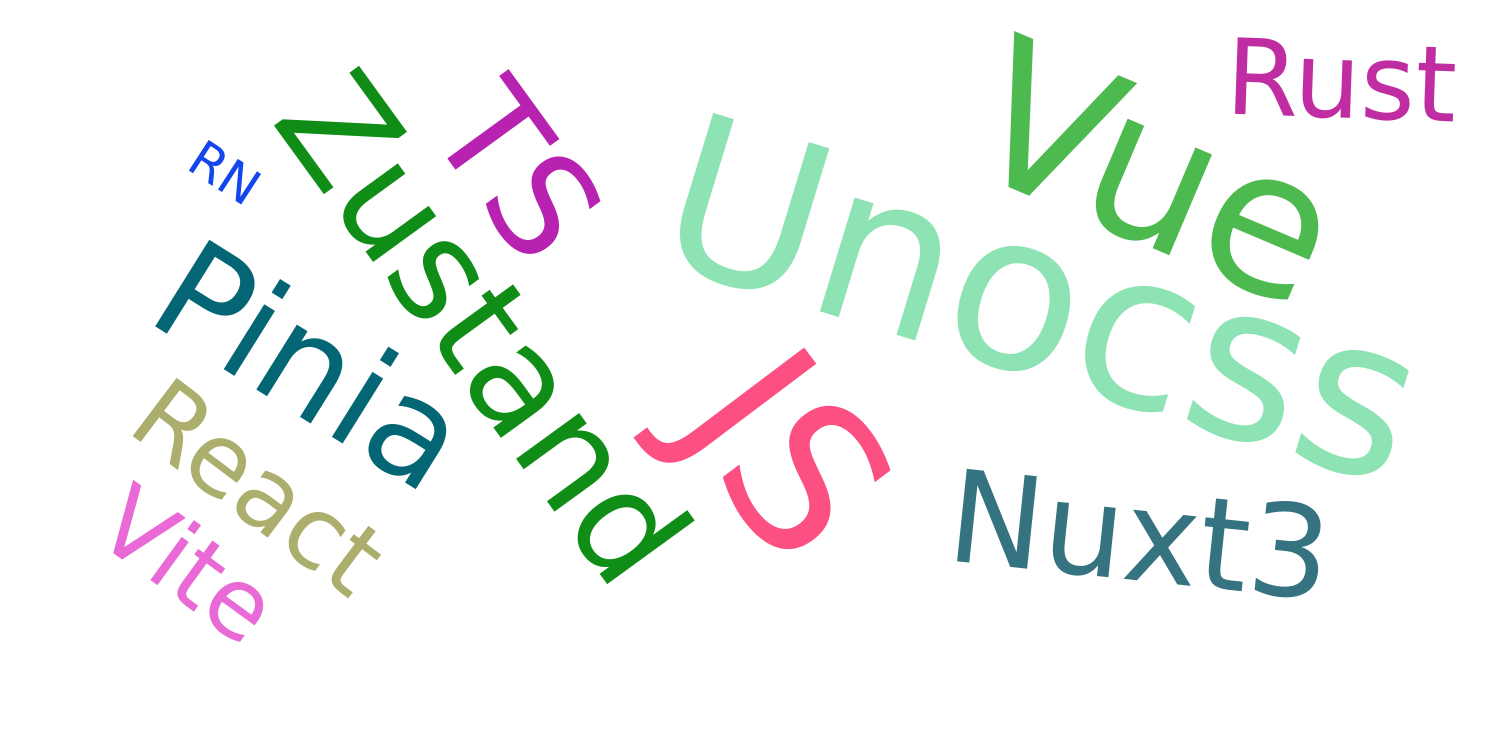 Vue
Rust
Zustand
TS
RN
Unocss
Pinia
JS
React
Nuxt3
Vite